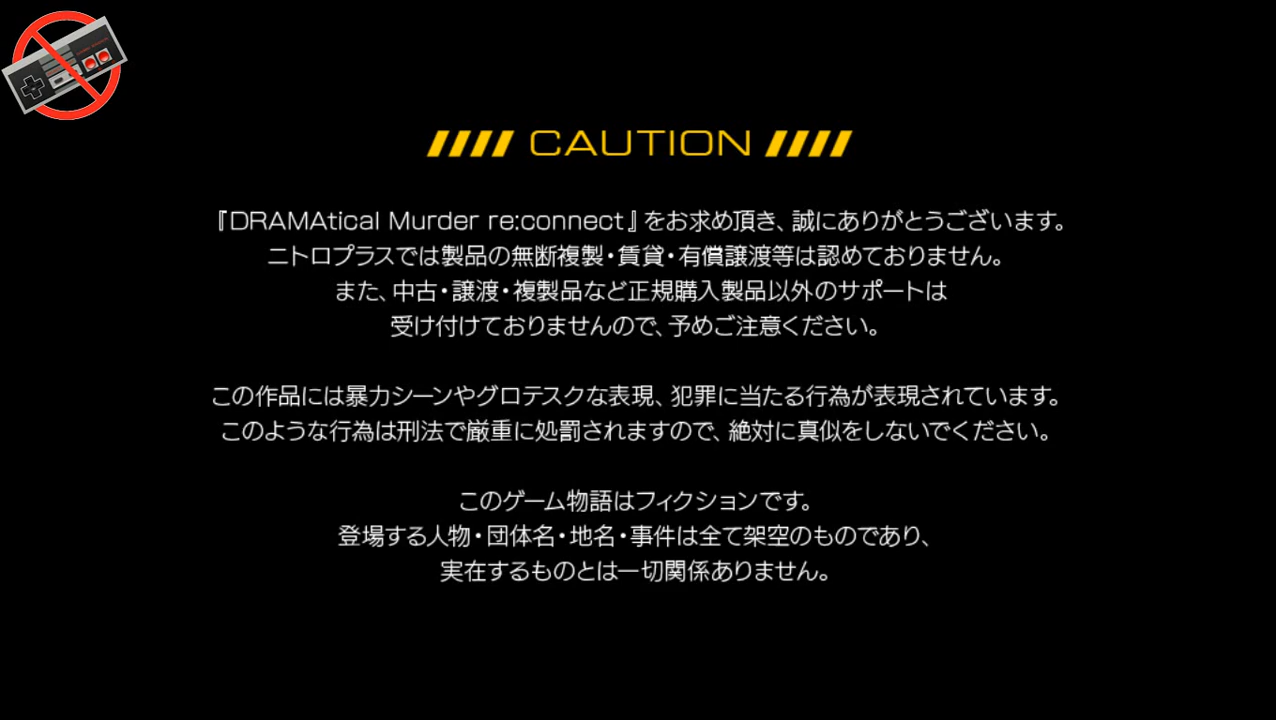 CAUTION
『DRAMAtical Murder re:connect』をお求め頂き、誠にありがとうございます。
ニトロプラスでは製品の無断複製・賃貸・有償譲渡等は認めておりません。
また、中古・譲渡・複製品など正規購入製品以外のサポートは
受け付けておりませんので、予めご注意ください。
この作品には暴力シーンやグロテスクな表現、犯罪に当たる行為が表現されています。
このような行為は刑法で厳重に処罰されますので、絶対に真似をしないでください。
このゲーム物語はフィクションです。
登場する人物・団体名・地名・事件は全て架空のものであり、
実在するものとは一切関係ありません。